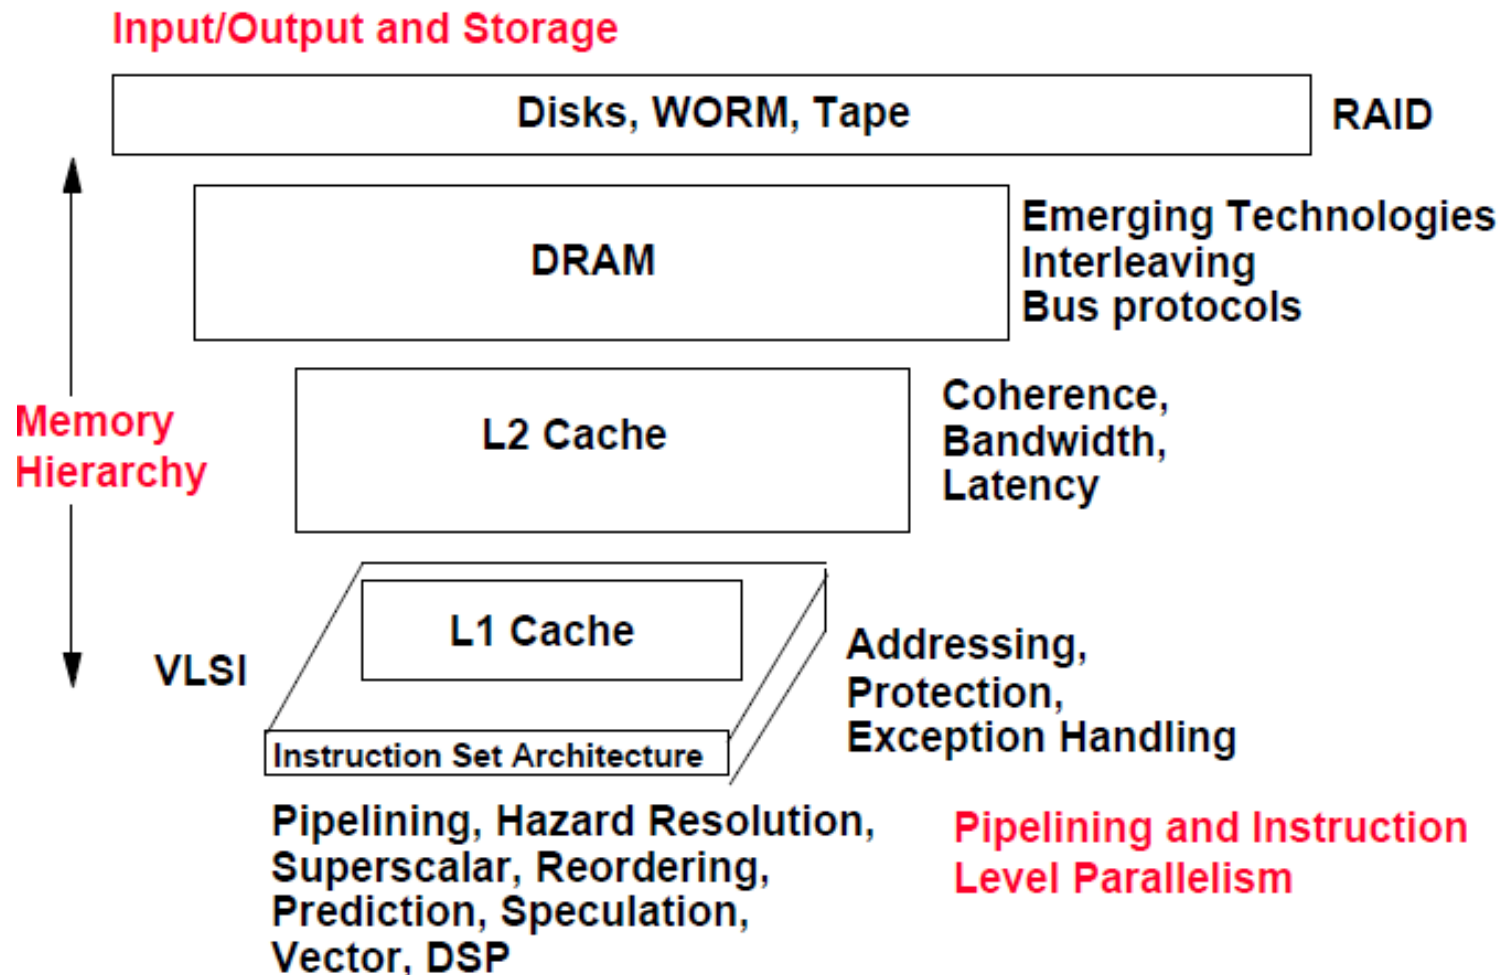 Input/Output and Storage
Disks, WORM, Tape
RAID
DRAM
Emerging Technologies
Interleaving
Bus protocols
Memory
Hierarchy
L2 Cache
Coherence,
Bandwidth,
Latency
VLSI
L1 Cache
Instruction Set Architecture
Addressing,
Protection,
Exception Handling
Pipelining, Hazard Resolution,
Superscalar, Reordering,
Prediction, Speculation,
Vector, DSP
Pipelining and Instruction
Level Parallelism